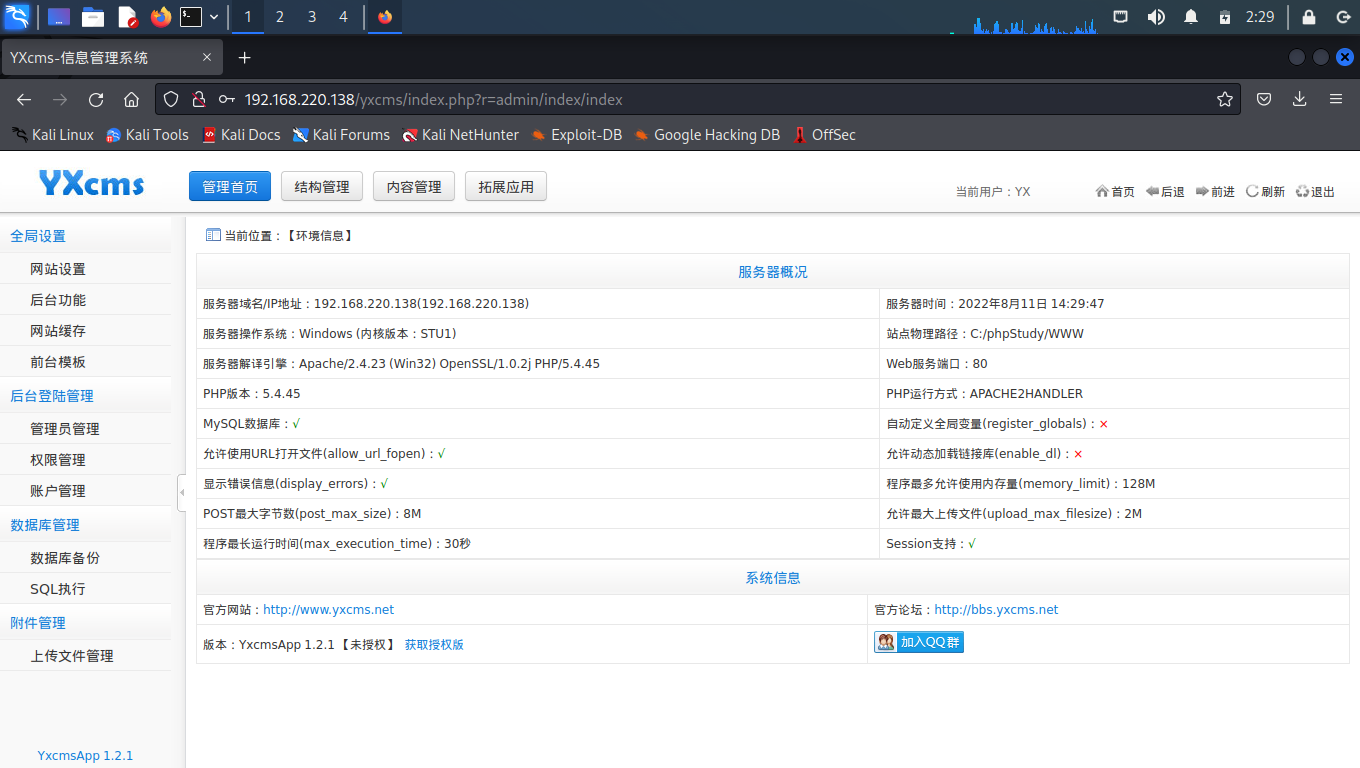 1 2 3 4 2:29
YXcms-信息管理系统
192.168.220.138/yxcms/index.php?r=admin/index/index
Kali Linux Kali Tools Kali Docs Kali Forums Kali NetHunter Exploit-DB Google Hacking DB OffSec
YXcms 管理首页 结构管理 内容管理 拓展应用 当前用户：YX 首页 后退 前进 刷新 退出
全局设置
网站设置
后台功能
网站缓存
前台模板
后台登陆管理
管理员管理
权限管理
账户管理
数据库管理
数据库备份
SQL执行
附件管理
上传文件管理
YxcmsApp 1.2.1
当前位置：【环境信息】
服务器概况
服务器域名/IP地址：192.168.220.138(192.168.220.138) 服务器时间：2022年8月11日 14:29:47
服务器操作系统：Windows (内核版本：STU1) 站点物理路径：C:/phpStudy/WWW
服务器解译引擎：Apache/2.4.23 (Win32) OpenSSL/1.0.2j PHP/5.4.45 Web服务端口：80
PHP版本：5.4.45 PHP运行方式：APACHE2HANDLER
MySQL数据库：√ 自动定义全局变量(register_globals)：×
允许使用URL打开文件(allow_url_fopen)：√ 允许动态加载链接库(enable_dl)：×
显示错误信息(display_errors)：√ 程序最多允许使用内存量(memory_limit)：128M
POST最大字节数(post_max_size)：8M 允许最大上传文件(upload_max_filesize)：2M
程序最长运行时间(max_execution_time)：30秒 Session支持：√
系统信息
官方网站：http://www.yxcms.net 官方论坛：http://bbs.yxcms.net
版本：YxcmsApp 1.2.1【未授权】 获取授权版 加入QQ群